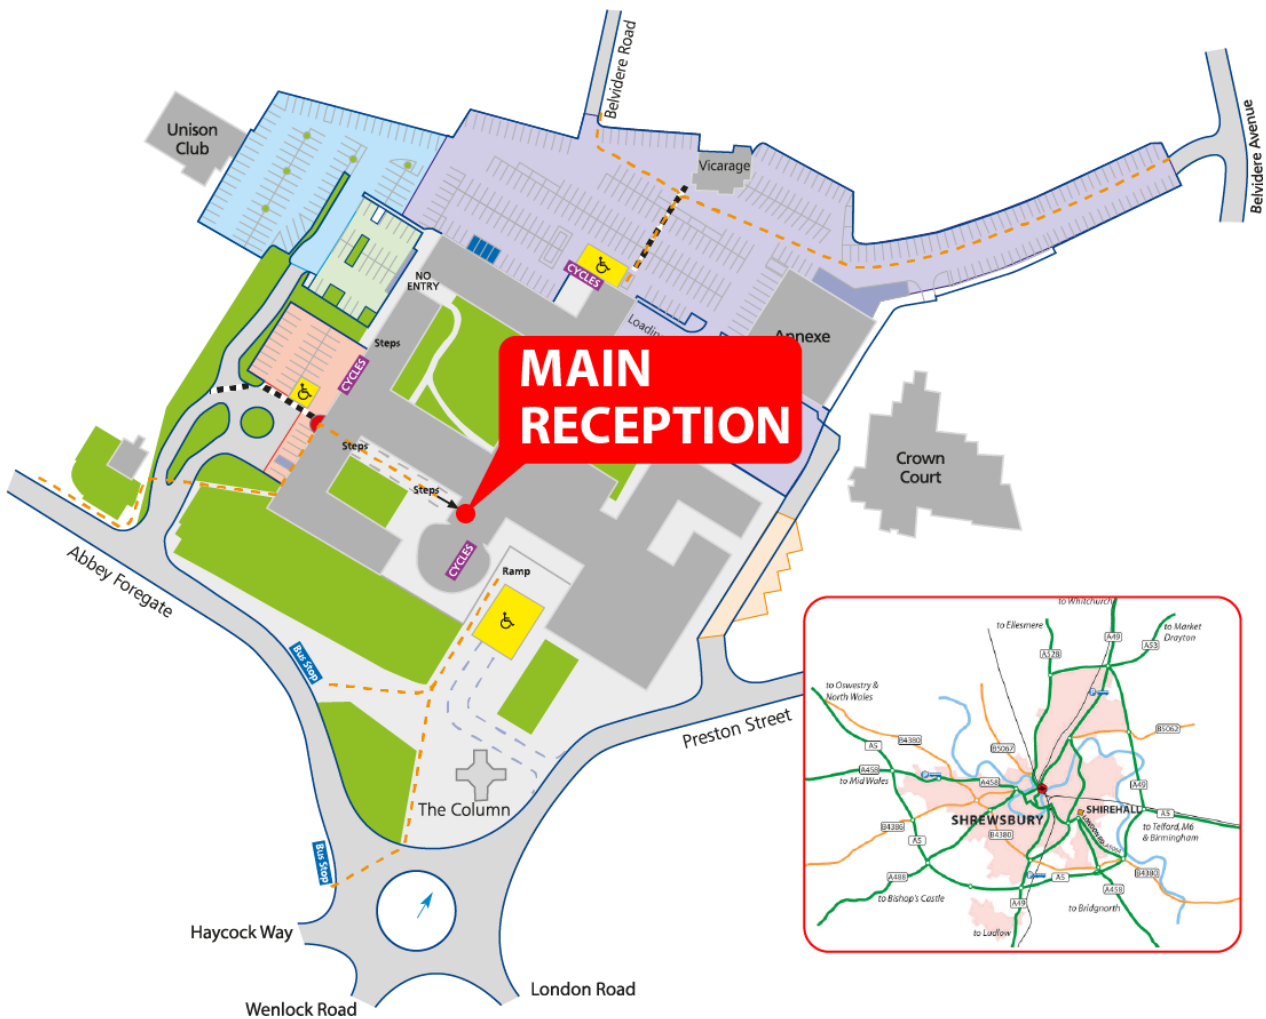 Belvidere Road
Belvidere Avenue
Unison
Club
Vicarage
NO
ENTRY
CYCLES
Loadin
Annexe
Steps
CYCLES
MAIN
RECEPTION
Steps
Steps
CYCLES
Ramp
Crown
Court
Abbey Foregate
Bus Stop
Preston Street
The Column
Bus Stop
Haycock Way
Wenlock Road
London Road
to Whitchurch
to Ellesmere
A49
to Market
Drayton
A528
A53
to Oswestry &
North Wales
B4380
B5067
B5062
A5
A458
to Mid Wales
A458
A49
SHREWSBURY
SHIREHALL
A5
B4386
B4380
LONDON RD
to Telford, M6
& Birmingham
A5
A488
A5
B4380
A458
to Bishop's Castle
A49
to Bridgnorth
to Ludlow